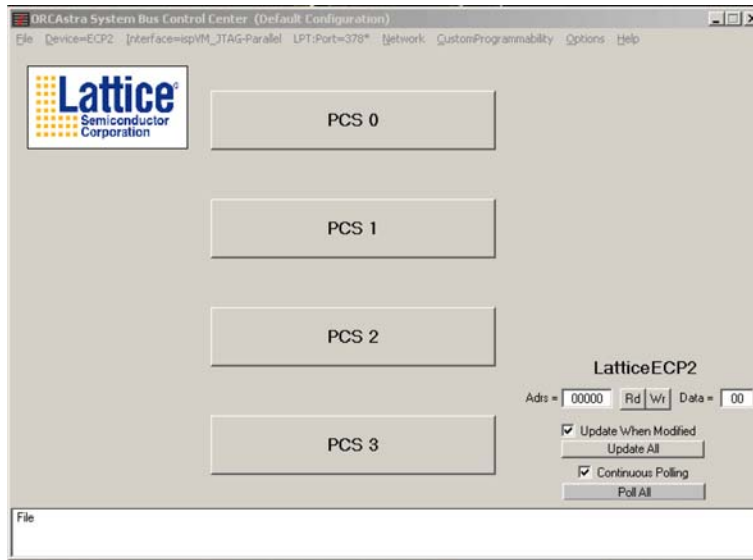 ORCAstra System Bus Control Center (Default Configuration)
File Device=ECP2 Interface=ispVM_JTAG-Parallel LPT:Port=378* Network CustomProgrammability Options Help
Lattice
Semiconductor
Corporation
PCS 0
PCS 1
PCS 2
PCS 3
LatticeECP2
Adrs = 00000 Rd Wr Data = 00
Update When Modified
Update All
Continuous Polling
Poll All
File